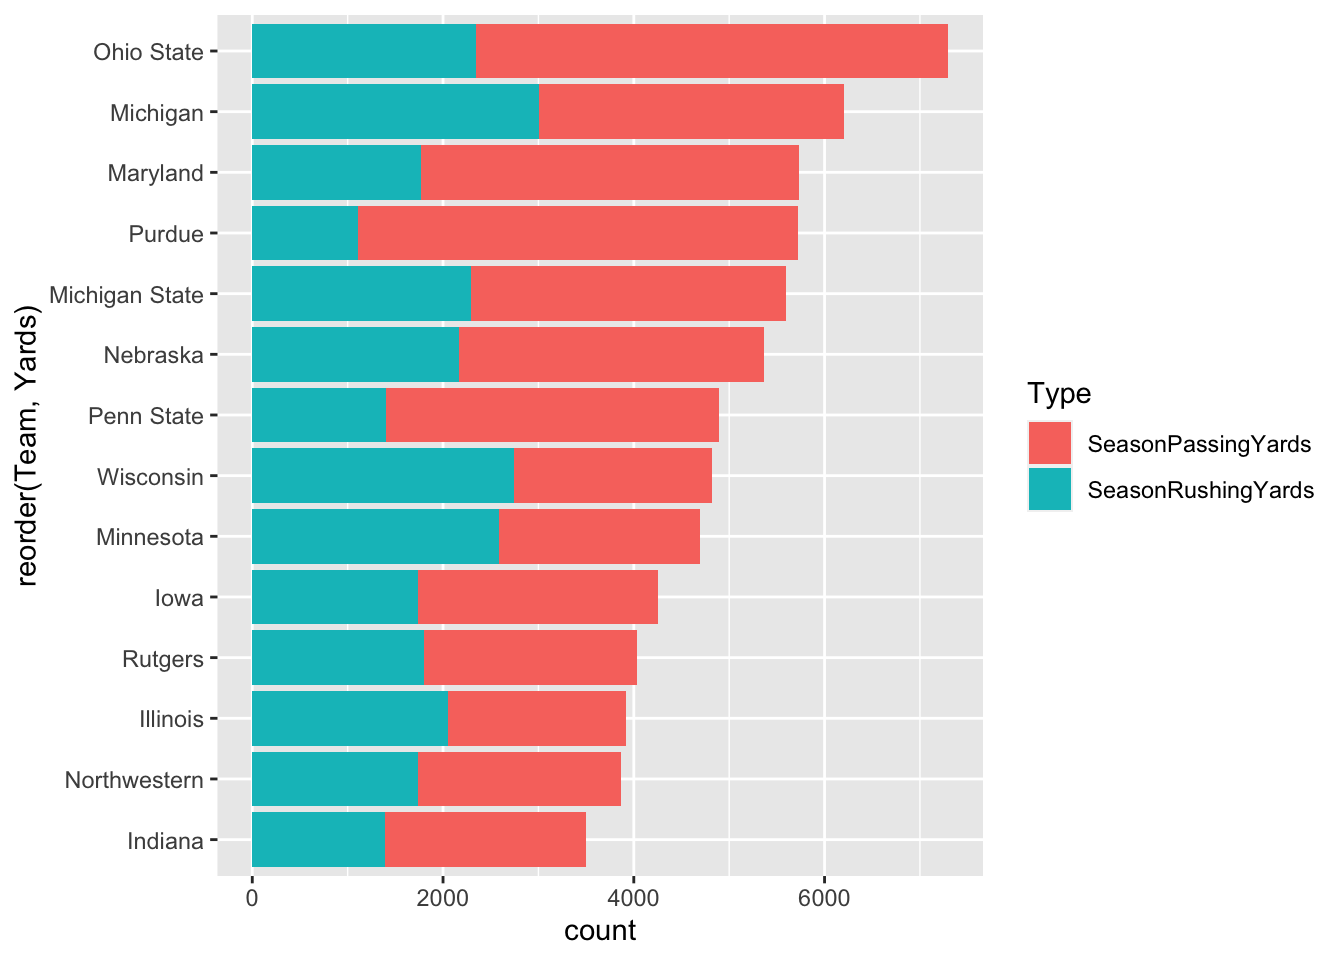 Ohio State
Michigan
Maryland
Purdue
Michigan State
Nebraska
Penn State
Wisconsin
Minnesota
Iowa
Rutgers
Illinois
Northwestern
Indiana
reorder(Team, Yards)
0 2000 4000 6000
count
Type
SeasonPassingYards
SeasonRushingYards